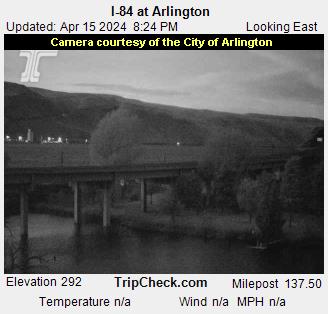 I-84 at Arlington
Updated: Apr 15 2024 8:24 PM Looking East
Camera courtesy of the City of Arlington
Elevation 292 TripCheck.com Milepost 137.50
Temperature n/a Wind n/a MPH n/a